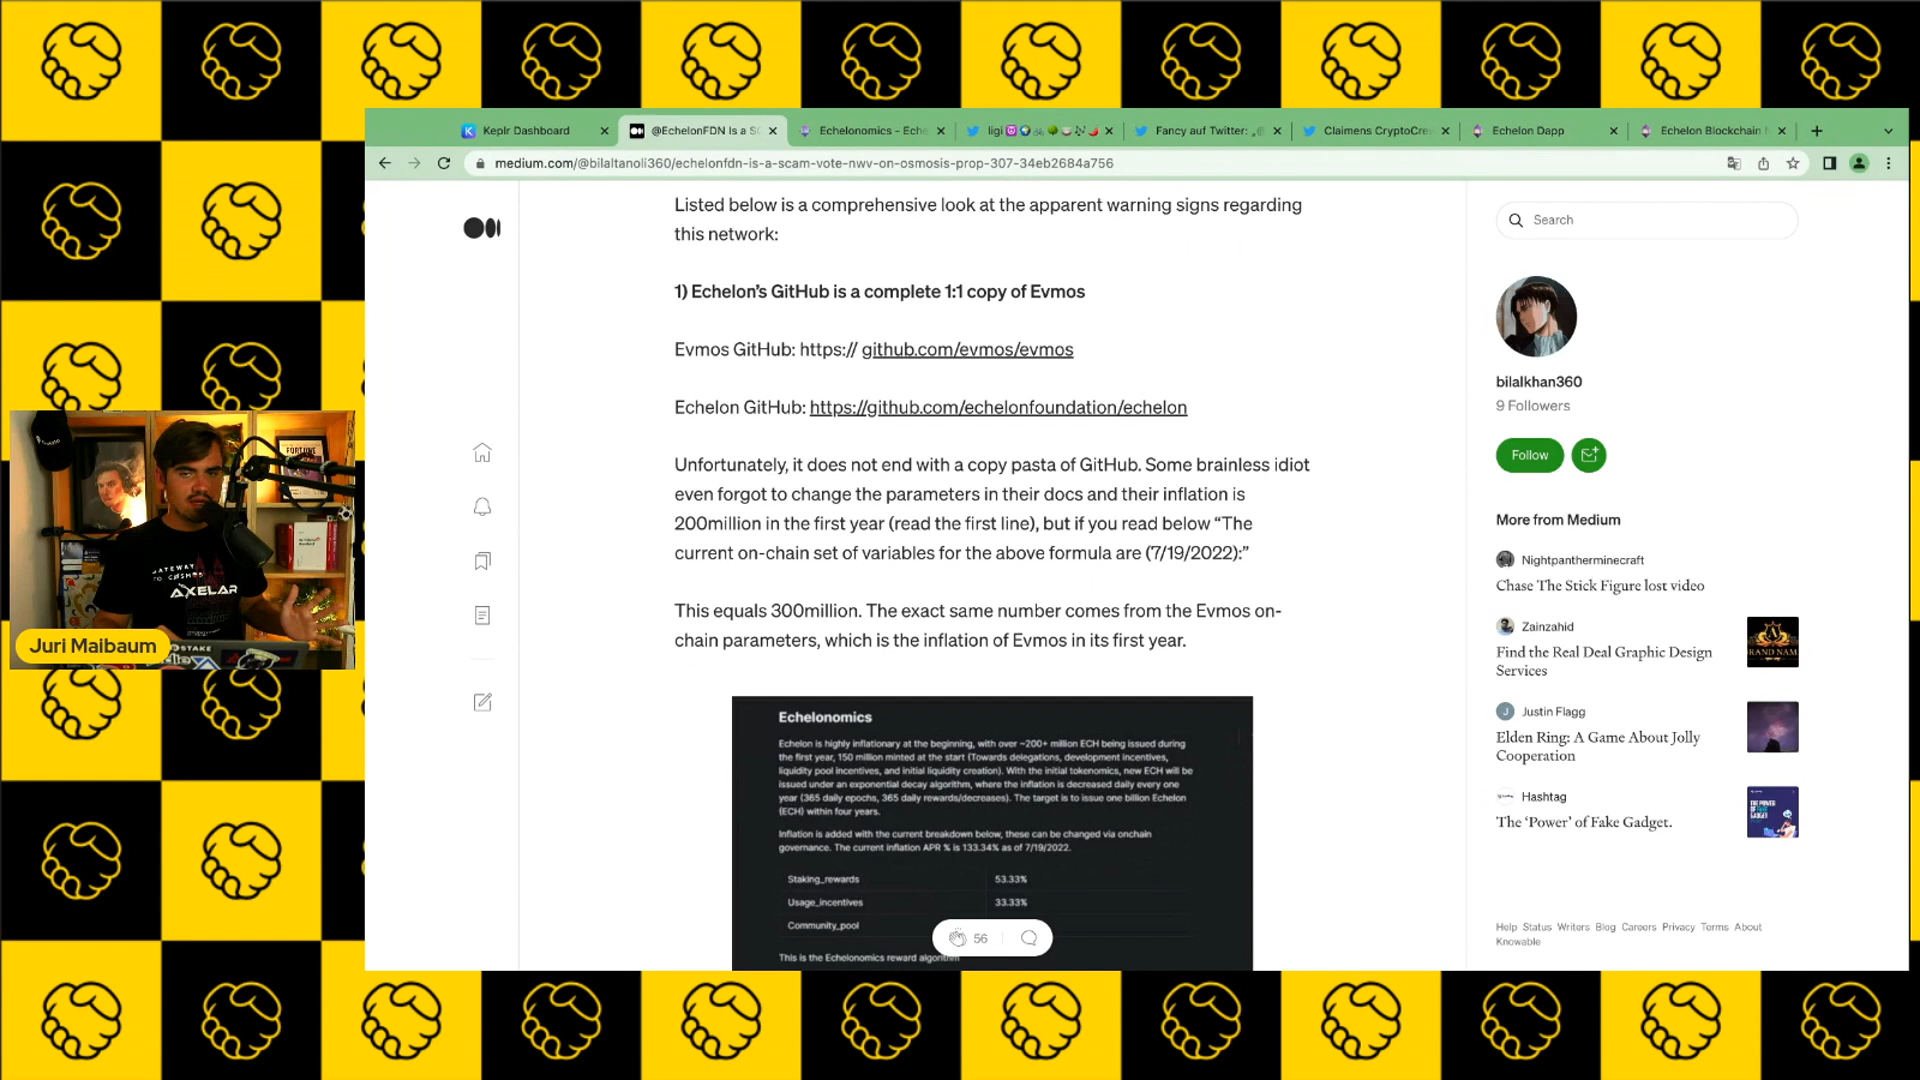 Keplr Dashboard
@EchelonFDN Is a SC
Echelonomics - Eche
ligi
Fancy auf Twitter:
Claimens CryptoCrew
Echelon Dapp
Echelon Blockchain
medium.com/@bilaltanoli360/echelonfdn-is-a-scam-vote-nwv-on-osmosis-prop-307-34eb2684a756
Listed below is a comprehensive look at the apparent warning signs regarding
this network:
1) Echelon's GitHub is a complete 1:1 copy of Evmos
Evmos GitHub: https:// github.com/evmos/evmos
Echelon GitHub: https://github.com/echelonfoundation/echelon
Unfortunately, it does not end with a copy pasta of GitHub. Some brainless idiot
even forgot to change the parameters in their docs and their inflation is
200million in the first year (read the first line), but if you read below “The
current on-chain set of variables for the above formula are (7/19/2022):”
This equals 300million. The exact same number comes from the Evmos on-
chain parameters, which is the inflation of Evmos in its first year.
Echelonomics
Echelon is highly inflationary at the beginning, with over ~200+ million ECH being issued during
the first year, 150 million minted at the start (Towards delegations, development incentives,
liquidity pool incentives, and initial liquidity creation). With the initial tokenomics, new ECH will be
issued under an exponential decay algorithm, where the inflation is decreased daily every one
year (365 daily epochs, 365 daily rewards/decreases). The target is to issue one billion Echelon
(ECH) within four years.
Inflation is added with the current breakdown below, these can be changed via onchain
governance. The current inflation APR % is 133.34% as of 7/19/2022.
Staking_rewards 53.33%
Usage_incentives 33.33%
Community_pool
This is the Echelonomics reward algorithm
56
Search
bilalkhan360
9 Followers
Follow
More from Medium
Nightpantherminecraft
Chase The Stick Figure lost video
Zainzahid
Find the Real Deal Graphic Design
Services
J Justin Flagg
Elden Ring: A Game About Jolly
Cooperation
Hashtag
The ‘Power’ of Fake Gadget.
Help Status Writers Blog Careers Privacy Terms About
Knowable
GATEWAY
TO COSMOS
AXELAR
FORTUNE
STAKE
Juri Maibaum